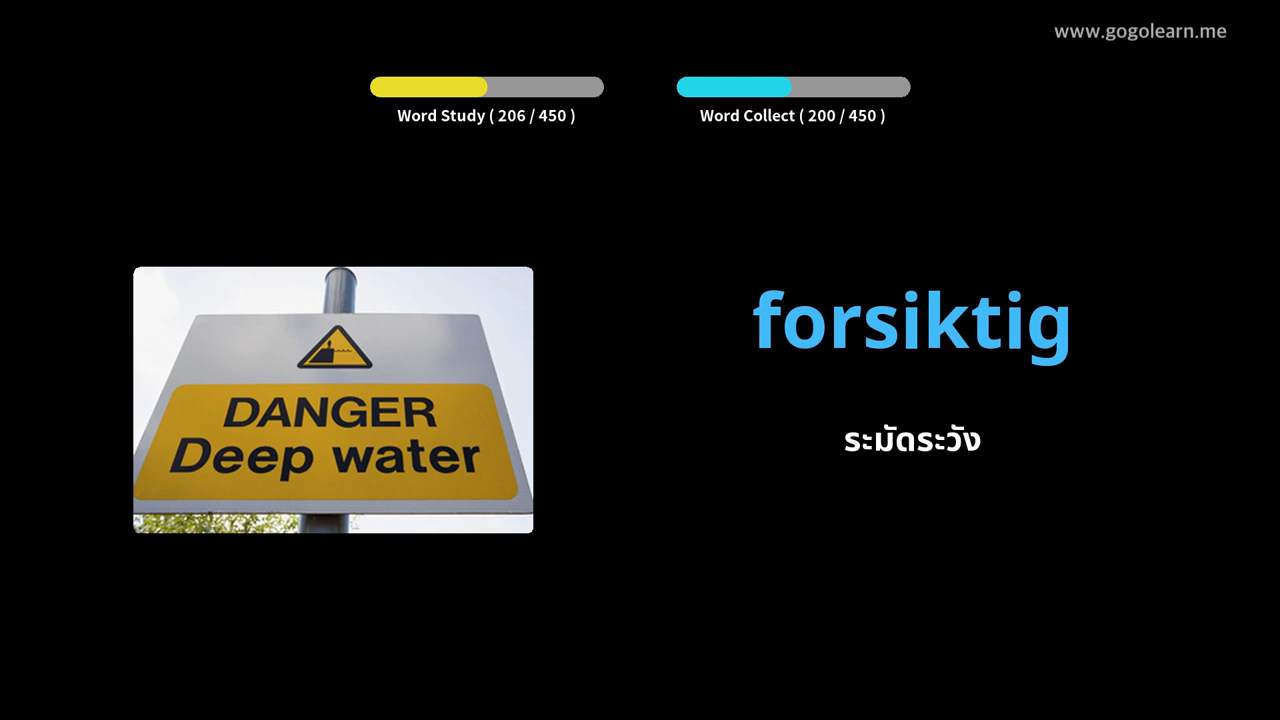 www.gogolearn.me
Word Study ( 206 / 450 )
Word Collect ( 200 / 450 )
DANGER
Deep water
forsiktig
ระมัดระวัง